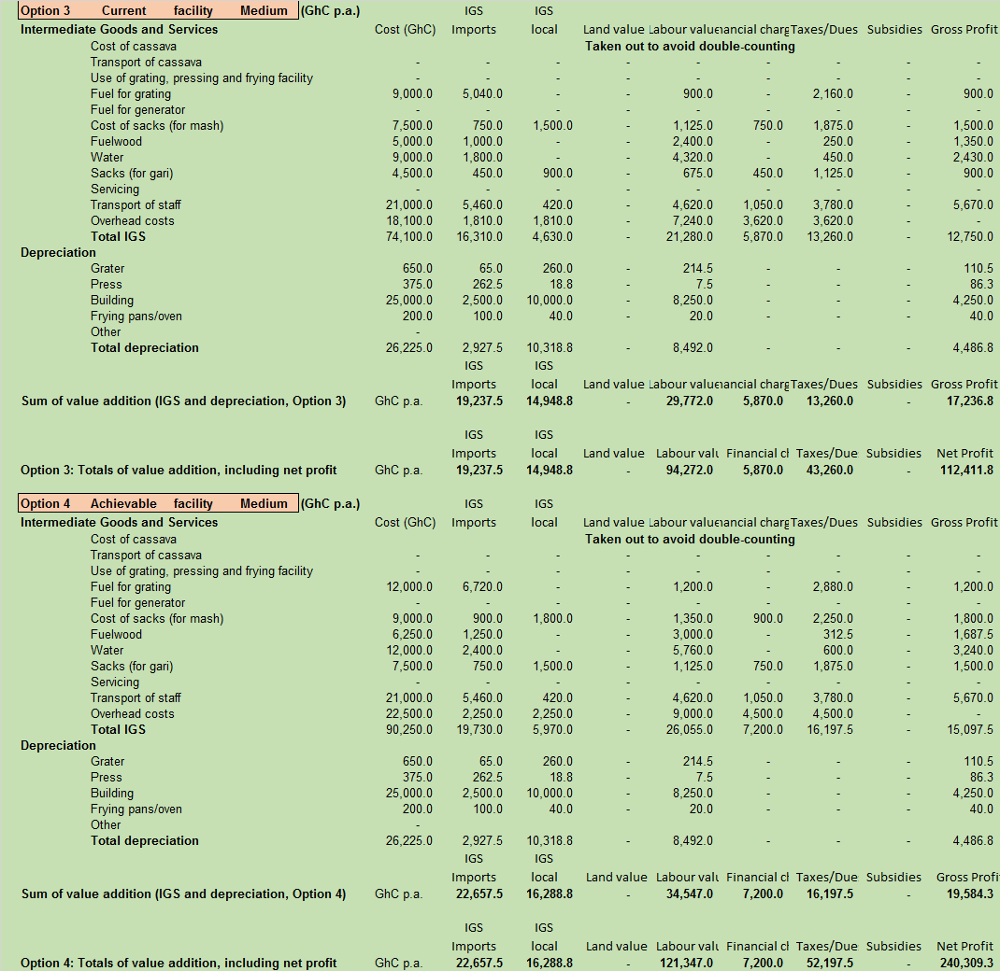 Option 3 Current facility Medium (GhC p.a.) IGS IGS
Intermediate Goods and Services Cost (GhC) Imports local Land value Labour value ancial charg Taxes/Dues Subsidies Gross Profit
Cost of cassava Taken out to avoid double-counting
Transport of cassava - - - - - - - - -
Use of grating, pressing and frying facility - - - - - - - - -
Fuel for grating 9,000.0 5,040.0 - - 900.0 - 2,160.0 - 900.0
Fuel for generator - - - - - - - - -
Cost of sacks (for mash) 7,500.0 750.0 1,500.0 - 1,125.0 750.0 1,875.0 - 1,500.0
Fuelwood 5,000.0 1,000.0 - - 2,400.0 - 250.0 - 1,350.0
Water 9,000.0 1,800.0 - - 4,320.0 - 450.0 - 2,430.0
Sacks (for gari) 4,500.0 450.0 900.0 - 675.0 450.0 1,125.0 - 900.0
Servicing - - - - - - - - -
Transport of staff 21,000.0 5,460.0 420.0 - 4,620.0 1,050.0 3,780.0 - 5,670.0
Overhead costs 18,100.0 1,810.0 1,810.0 - 7,240.0 3,620.0 3,620.0 - -
Total IGS 74,100.0 16,310.0 4,630.0 - 21,280.0 5,870.0 13,260.0 - 12,750.0
Depreciation
Grater 650.0 65.0 260.0 - 214.5 - - - 110.5
Press 375.0 262.5 18.8 - 7.5 - - - 86.3
Building 25,000.0 2,500.0 10,000.0 - 8,250.0 - - - 4,250.0
Frying pans/oven 200.0 100.0 40.0 - 20.0 - - - 40.0
Other -
Total depreciation 26,225.0 2,927.5 10,318.8 - 8,492.0 - - - 4,486.8
IGS IGS
Imports local Land value Labour value ancial charg Taxes/Dues Subsidies Gross Profit
Sum of value addition (IGS and depreciation, Option 3) GhC p.a. 19,237.5 14,948.8 - 29,772.0 5,870.0 13,260.0 - 17,236.8
IGS IGS
Imports local Land value Labour valu Financial cl Taxes/Due Subsidies Net Profit
Option 3: Totals of value addition, including net profit GhC p.a. 19,237.5 14,948.8 - 94,272.0 5,870.0 43,260.0 - 112,411.8
Option 4 Achievable facility Medium (GhC p.a.) IGS IGS
Intermediate Goods and Services Cost (GhC) Imports local Land value Labour value ancial charg Taxes/Dues Subsidies Gross Profit
Cost of cassava Taken out to avoid double-counting
Transport of cassava - - - - - - - - -
Use of grating, pressing and frying facility - - - - - - - - -
Fuel for grating 12,000.0 6,720.0 - - 1,200.0 - 2,880.0 - 1,200.0
Fuel for generator - - - - - - - - -
Cost of sacks (for mash) 9,000.0 900.0 1,800.0 - 1,350.0 900.0 2,250.0 - 1,800.0
Fuelwood 6,250.0 1,250.0 - - 3,000.0 - 312.5 - 1,687.5
Water 12,000.0 2,400.0 - - 5,760.0 - 600.0 - 3,240.0
Sacks (for gari) 7,500.0 750.0 1,500.0 - 1,125.0 750.0 1,875.0 - 1,500.0
Servicing - - - - - - - - -
Transport of staff 21,000.0 5,460.0 420.0 - 4,620.0 1,050.0 3,780.0 - 5,670.0
Overhead costs 22,500.0 2,250.0 2,250.0 - 9,000.0 4,500.0 4,500.0 - -
Total IGS 90,250.0 19,730.0 5,970.0 - 26,055.0 7,200.0 16,197.5 - 15,097.5
Depreciation
Grater 650.0 65.0 260.0 - 214.5 - - - 110.5
Press 375.0 262.5 18.8 - 7.5 - - - 86.3
Building 25,000.0 2,500.0 10,000.0 - 8,250.0 - - - 4,250.0
Frying pans/oven 200.0 100.0 40.0 - 20.0 - - - 40.0
Other -
Total depreciation 26,225.0 2,927.5 10,318.8 - 8,492.0 - - - 4,486.8
IGS IGS
Imports local Land value Labour valu Financial cl Taxes/Due Subsidies Gross Profi
Sum of value addition (IGS and depreciation, Option 4) GhC p.a. 22,657.5 16,288.8 - 34,547.0 7,200.0 16,197.5 - 19,584.3
IGS IGS
Imports local Land value Labour valu Financial cl Taxes/Due Subsidies Net Profit
Option 4: Totals of value addition, including net profit GhC p.a. 22,657.5 16,288.8 - 121,347.0 7,200.0 52,197.5 - 240,309.3